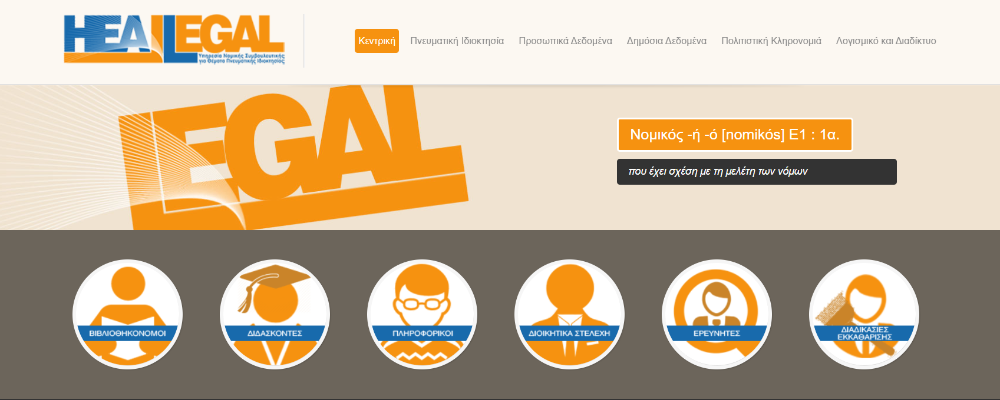 HEALLEGAL
Υπηρεσία Νομικής Συμβουλευτικής
για Θέματα Πνευματικής Ιδιοκτησίας
Κεντρική
Πνευματική Ιδιοκτησία
Προσωπικά Δεδομένα
Δημόσια Δεδομένα
Πολιτιστική Κληρονομιά
Λογισμικό και Διαδίκτυο
LEGAL
Νομικός -ή -ό [nomikós] Ε1 : 1α.
που έχει σχέση με τη μελέτη των νόμων
ΒΙΒΛΙΟΘΗΚΟΝΟΜΟΙ
ΔΙΔΑΣΚΟΝΤΕΣ
ΠΛΗΡΟΦΟΡΙΚΟΙ
ΔΙΟΙΚΗΤΙΚΑ ΣΤΕΛΕΧΗ
ΕΡΕΥΝΗΤΕΣ
ΔΙΑΔΙΚΑΣΙΕΣ
ΕΚΚΑΘΑΡΙΣΗΣ